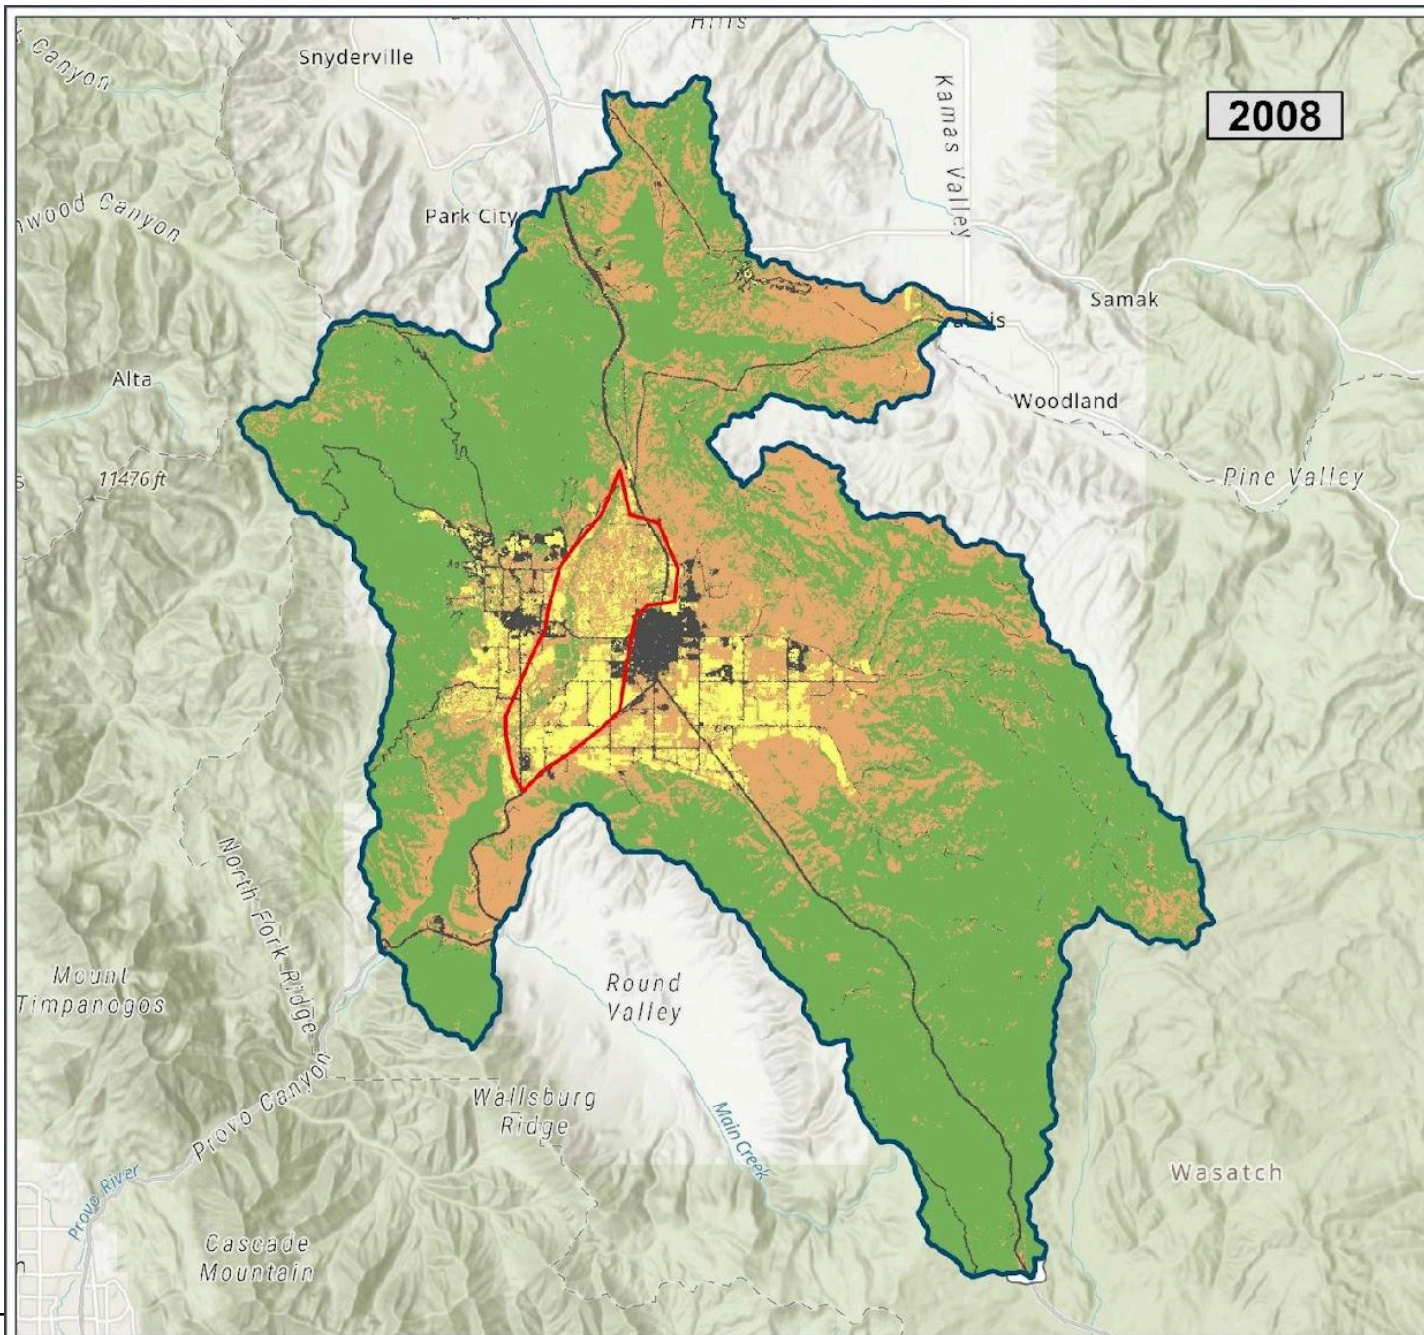 Hills
Canyon
Snyderville
Kamas Valley
2008
Canyon
Park City
Samak
Alta
Woodland
11476 ft
Pine Valley
North Fork Ridge
Mount
Timpanogos
Round
Valley
Provo Canyon
Wallsburg
Ridge
Main Creek
Wasatch
Provo River
Cascade
Mountain